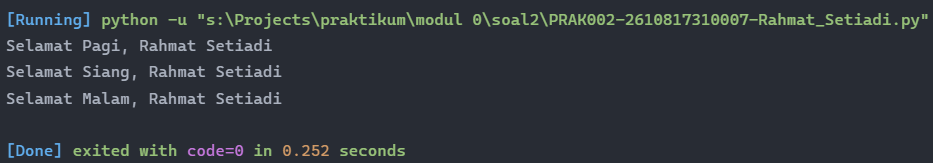 [Running] python -u "s:\Projects\praktikum\modul 0\soal2\PRAK002-2610817310007-Rahmat_Setiadi.py"
Selamat Pagi, Rahmat Setiadi
Selamat Siang, Rahmat Setiadi
Selamat Malam, Rahmat Setiadi
[Done] exited with code=0 in 0.252 seconds